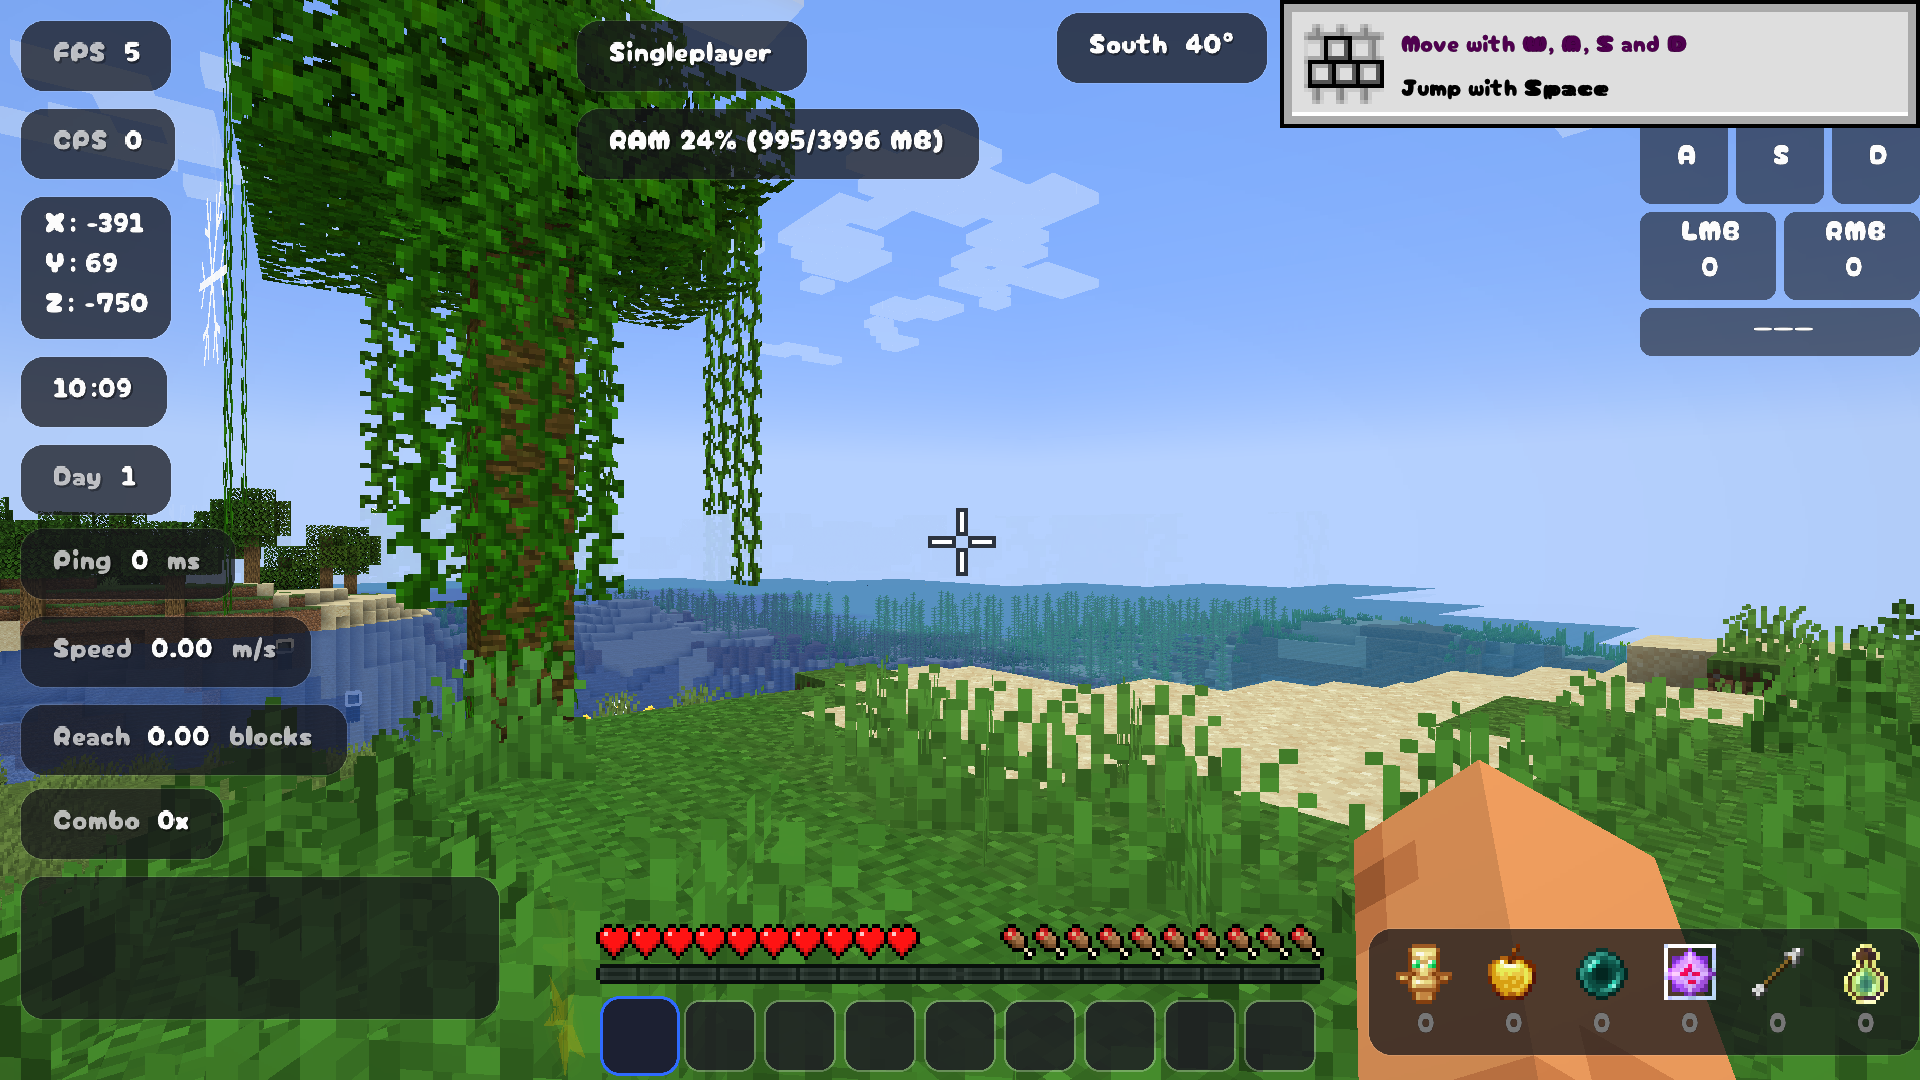 FPS 5
CPS 0
X: -391
Y: 69
Z: -750
10:09
Day 1
Ping 0 ms
Speed 0.00 m/s
Reach 0.00 blocks
Combo 0x
Singleplayer
RAM 24% (995/3996 MB)
South 40°
Move with W, A, S and D
Jump with Space
A S D
LMB RMB
0 0
0 0 0 0 0 0